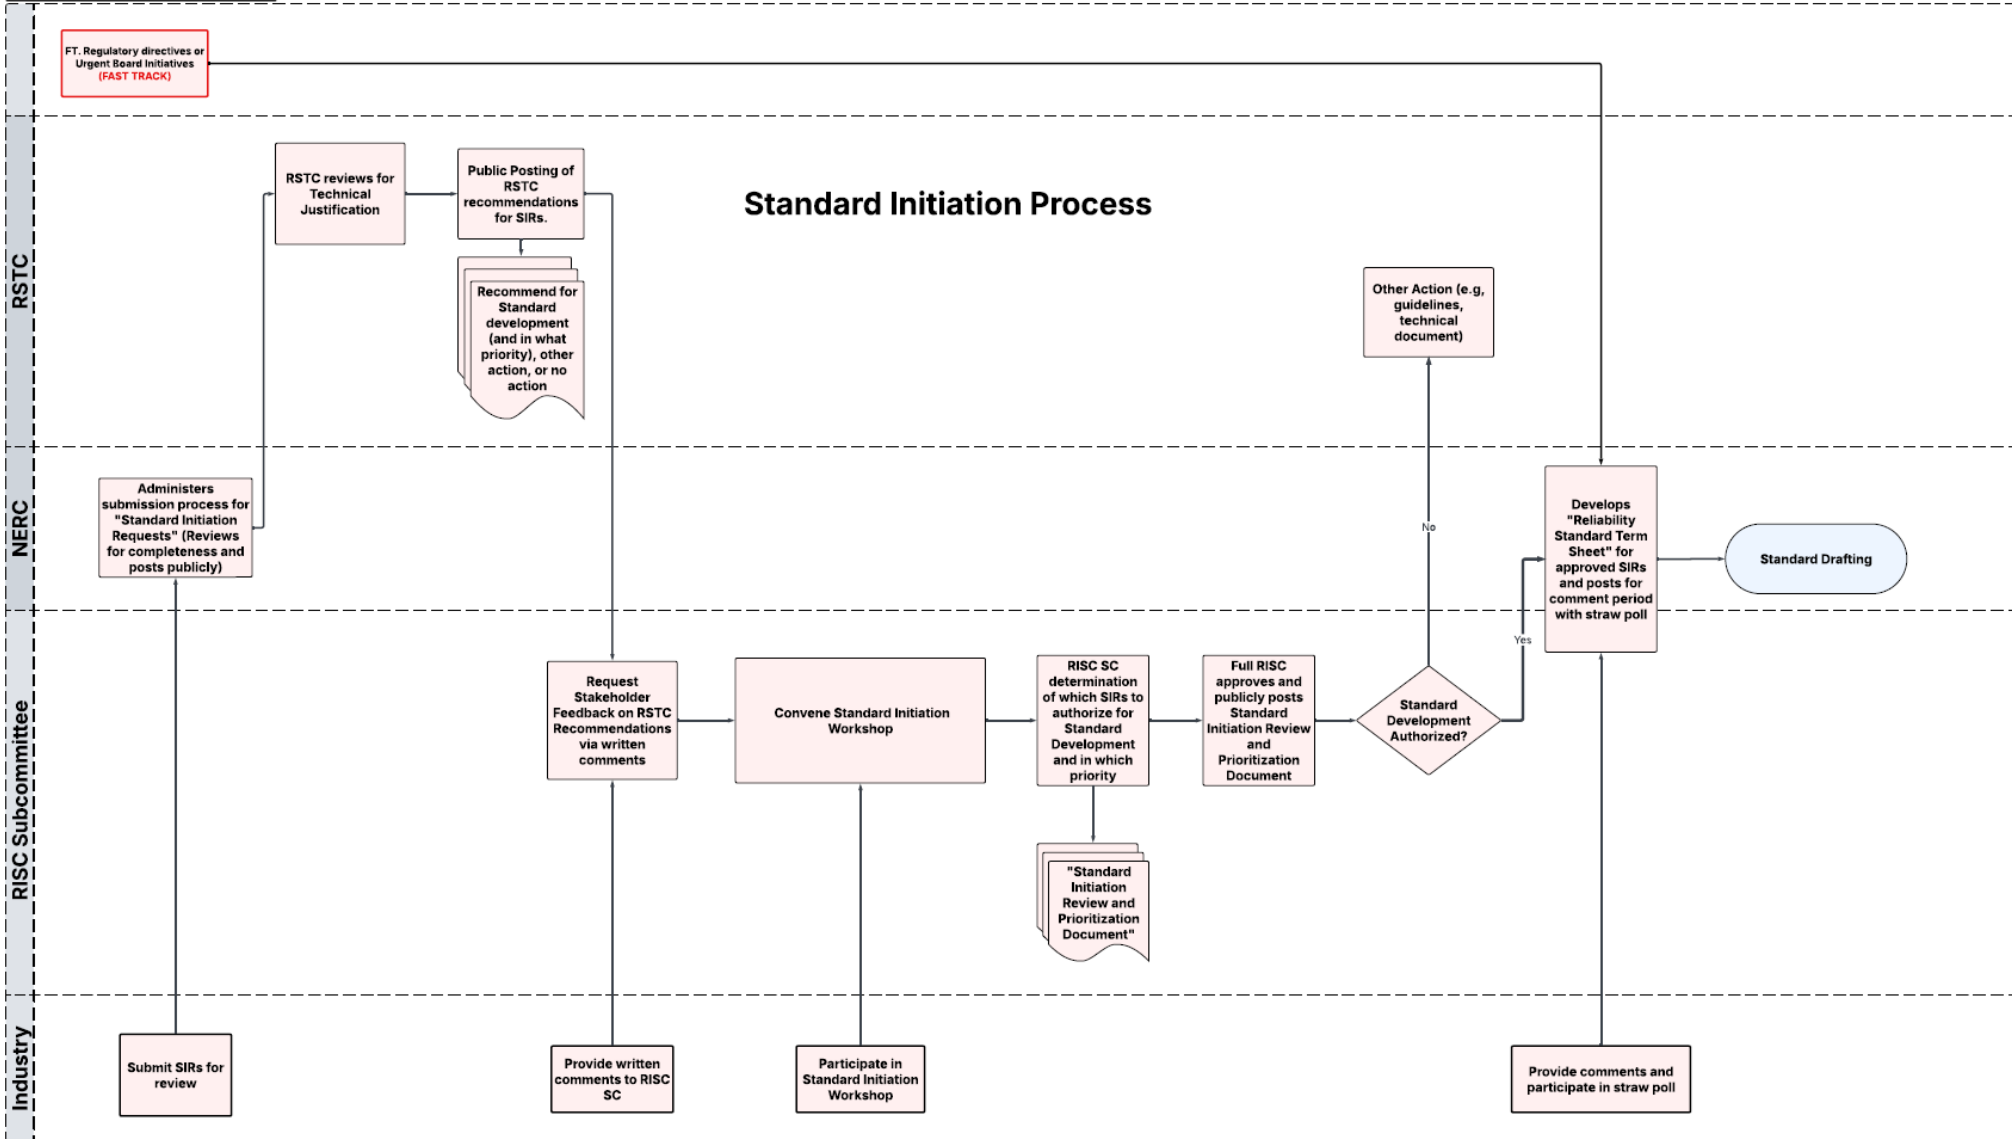 FT. Regulatory directives or
Urgent Board Initiatives
(FAST TRACK)
RSTC
RSTC reviews for
Technical
Justification
Public Posting of
RSTC
recommendations
for SIRs.
Standard Initiation Process
Recommend for
Standard
development
(and in what
priority), other
action, or no
action
Other Action (e.g,
guidelines,
technical
document)
NERC
Administers
submission process for
"Standard Initiation
Requests" (Reviews
for completeness and
posts publicly)
No
Develops
"Reliability
Standard Term
Sheet" for
approved SIRs
and posts for
comment period
with straw poll
Standard Drafting
RISC Subcommittee
Request
Stakeholder
Feedback on RSTC
Recommendations
via written
comments
Convene Standard Initiation
Workshop
RISC SC
determination
of which SIRs to
authorize for
Standard
Development
and in which
priority
Full RISC
approves and
publicly posts
Standard
Initiation Review
and
Prioritization
Document
Standard
Development
Authorized?
Yes
"Standard
Initiation
Review and
Prioritization
Document"
Industry
Submit SIRs for
review
Provide written
comments to RISC
SC
Participate in
Standard Initiation
Workshop
Provide comments and
participate in straw poll